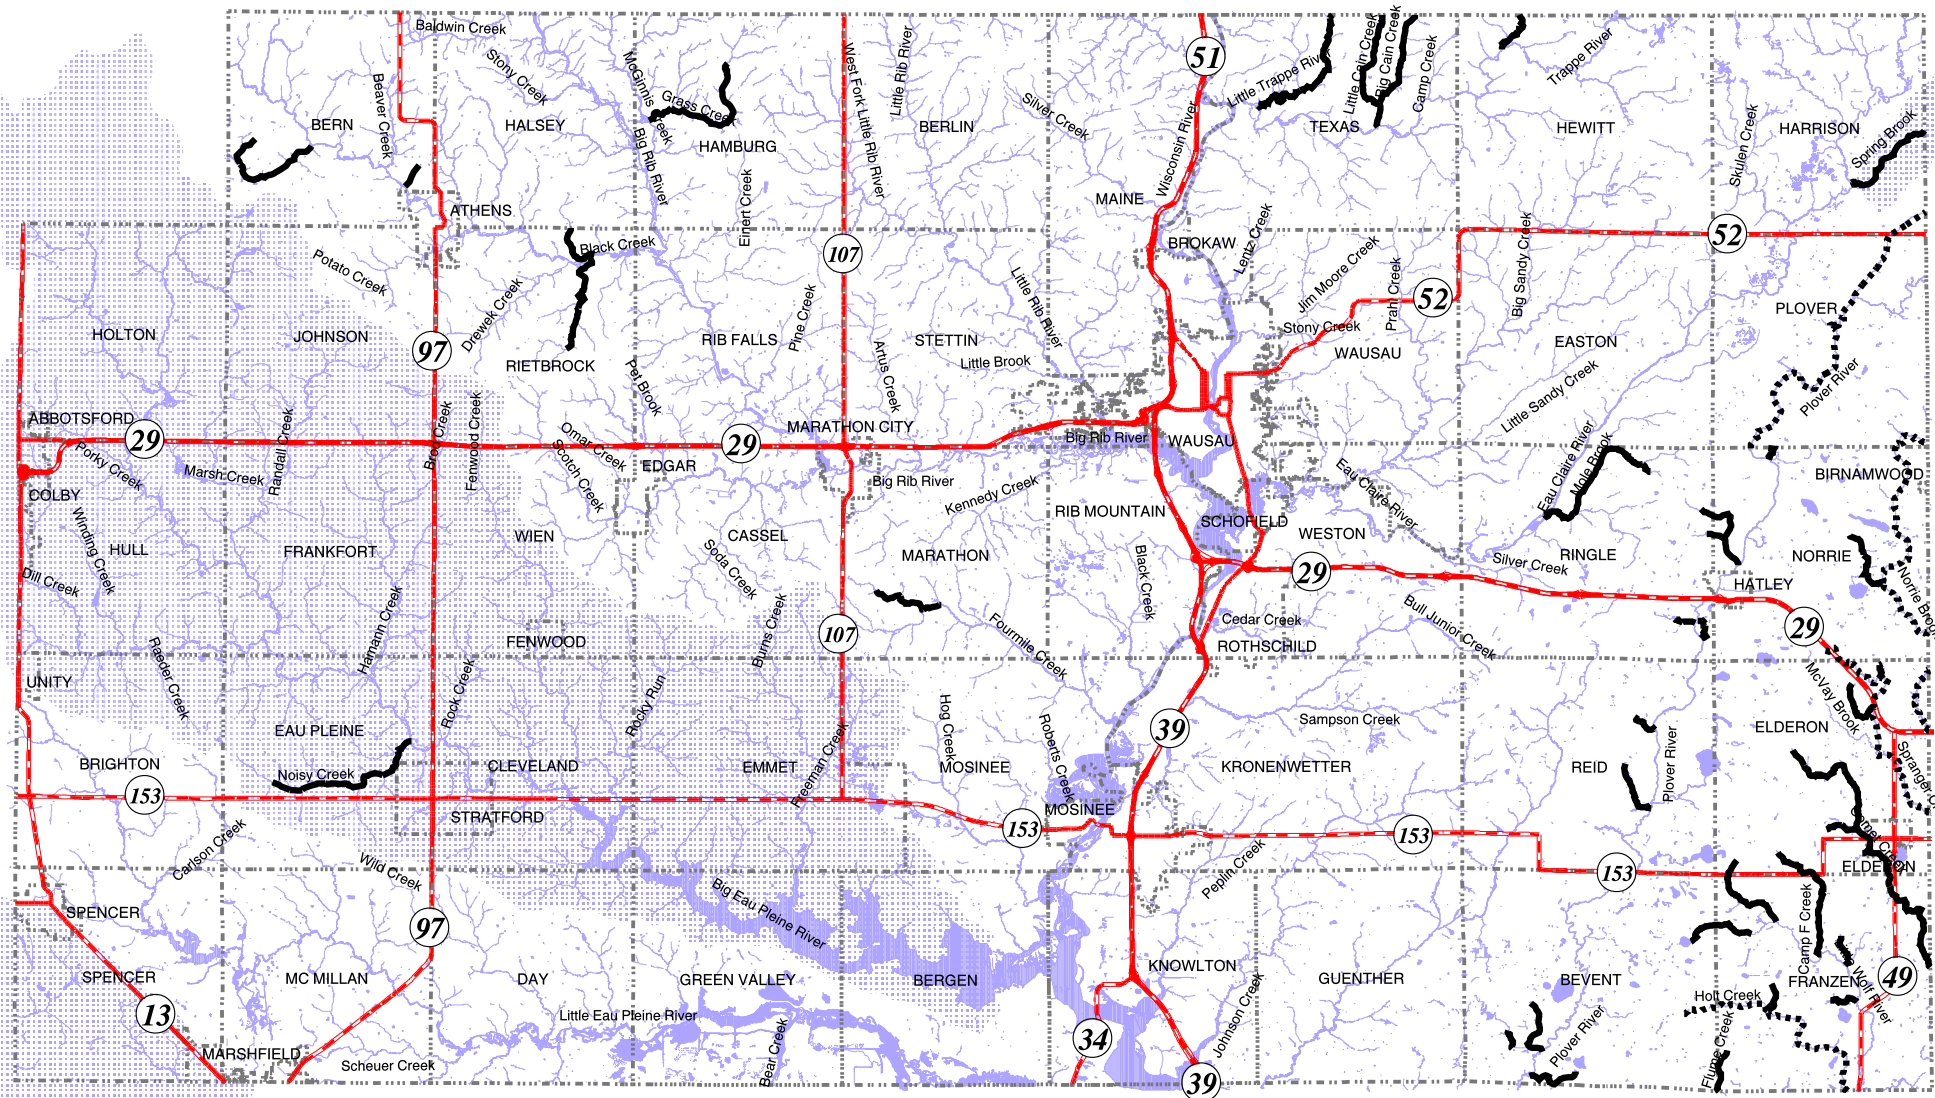 Baldwin Creek
Stony Creek
McGinnis Creek
West Fork Little Rib River
Little Rib River
51
Little Trappe
Little Cain Creek
Big Cain Creek
Camp Creek
Trappe River
Beaver Creek
Grass Creek
Silver Creek
BERN
HALSEY
HAMBURG
BERLIN
TEXAS
HEWITT
HARRISON
Spring Brook
Skulen Creek
Big Rib River
Wisconsin River
MAINE
ATHENS
Einert Creek
Black Creek
107
BROKAW
Lentz Creek
52
Potato Creek
Jim Moore Creek
Prahl Creek
Big Sandy Creek
52
Drewek Creek
Pine Creek
Little Rib River
PLOVER
HOLTON
JOHNSON
97
RIB FALLS
STETTIN
Stony Creek
WAUSAU
EASTON
RIETBROCK
Pet Brook
Artus Creek
Little Brook
Plover River
Little Sandy Creek
ABBOTSFORD
29
Randall Creek
Fenwood Creek
Omar Creek
29
MARATHON CITY
Big Rib River
WAUSAU
Porky Creek
Marsh Creek
Scotch Creek
EDGAR
Big Rib River
Kennedy Creek
Eau Claire River
Eau Claire River
Mole Brook
BIRNAMWOOD
COLBY
Winding Creek
RIB MOUNTAIN
SCHOFIELD
WESTON
HULL
FRANKFORT
WIEN
CASSEL
MARATHON
Black Creek
29
Silver Creek
RINGLE
NORRIE
HATLEY
Dill Creek
Soda Creek
Norrie Brook
Hamann Creek
Burns Creek
107
Fourmile Creek
Cedar Creek
Bull Junior Creek
29
FENWOOD
ROTHSCHILD
Raeder Creek
UNITY
Rock Creek
Rocky Run
McVay Brook
EAU PLEINE
Hog Creek
Roberts Creek
39
Sampson Creek
Plover River
ELDERON
BRIGHTON
Noisy Creek
CLEVELAND
EMMET
Freeman Creek
MOSINEE
KRONENWETTER
REID
153
STRATFORD
153
MOSINEE
153
153
ELDERON
Carlson Creek
Wild Creek
Peplin Creek
SPENCER
97
Big Eau Pleine River
Camp F Creek
SPENCER
MC MILLAN
DAY
GREEN VALLEY
BERGEN
KNOWLTON
GUENTHER
BEVENT
FRANZEN
49
13
Little Eau Pleine River
Holt Creek
Wolf River
34
Johnson Creek
Plover River
Flume Creek
MARSHFIELD
Scheuer Creek
Bear Creek
39